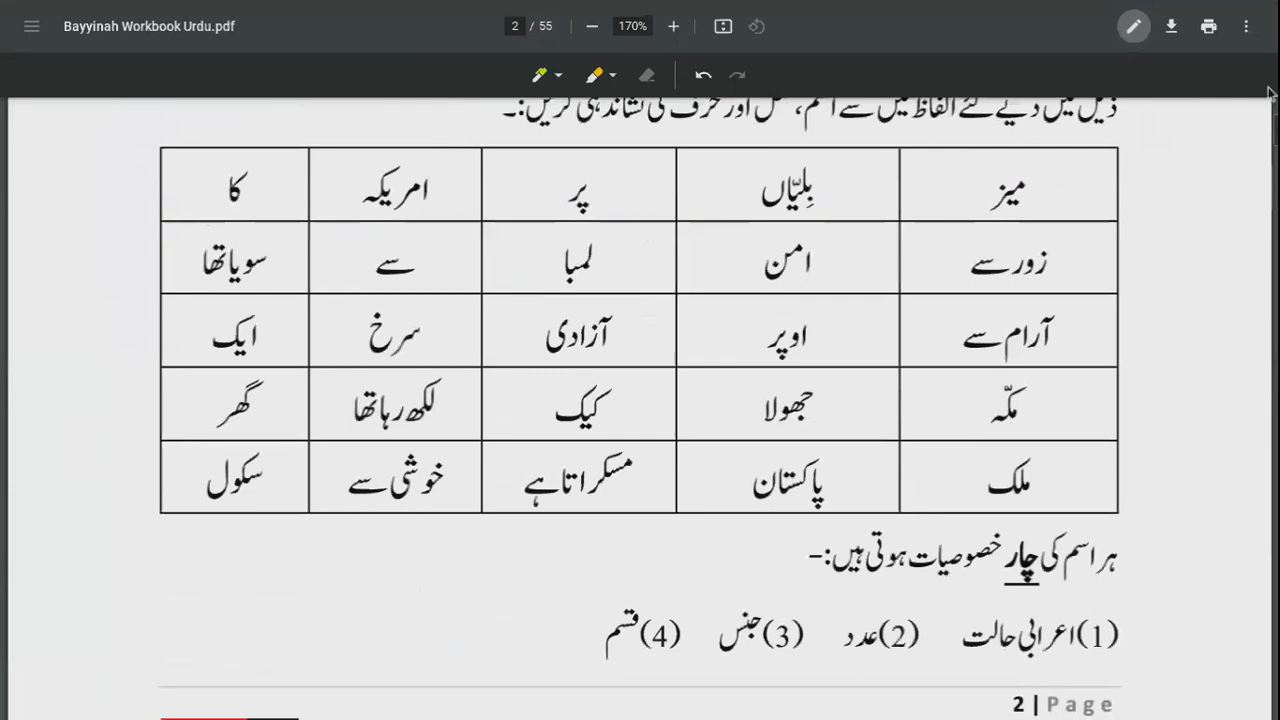 Bayyinah Workbook Urdu.pdf 2 / 55 170%
ذیل میں دیے گئے الفاظ میں سے اسم، فعل اور حرف کی نشاندہی کریں:۔
میز بِلیّاں پر امریکہ کا
زور سے امن لمبا سے سویا تھا
آرام سے اوپر آزادی سرخ ایک
مکّہ جھولا کیک لکھ رہا تھا گھر
ملک پاکستان مسکراتا ہے خوشی سے سکول
ہر اسم کی چار خصوصیات ہوتی ہیں:-
(1) اعرابی حالت (2) عدد (3) جنس (4) قسم
2 | Page